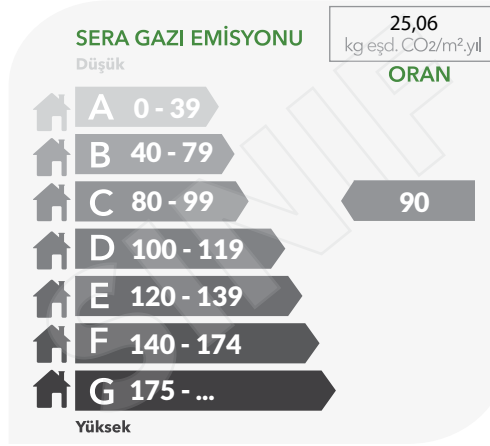 SERA GAZI EMİSYONU
25,06
kg eşd. CO2/m².yıl
Düşük
ORAN
A 0 - 39
B 40 - 79
C 80 - 99
90
D 100 - 119
E 120 - 139
F 140 - 174
G 175 - ...
Yüksek
SINIF